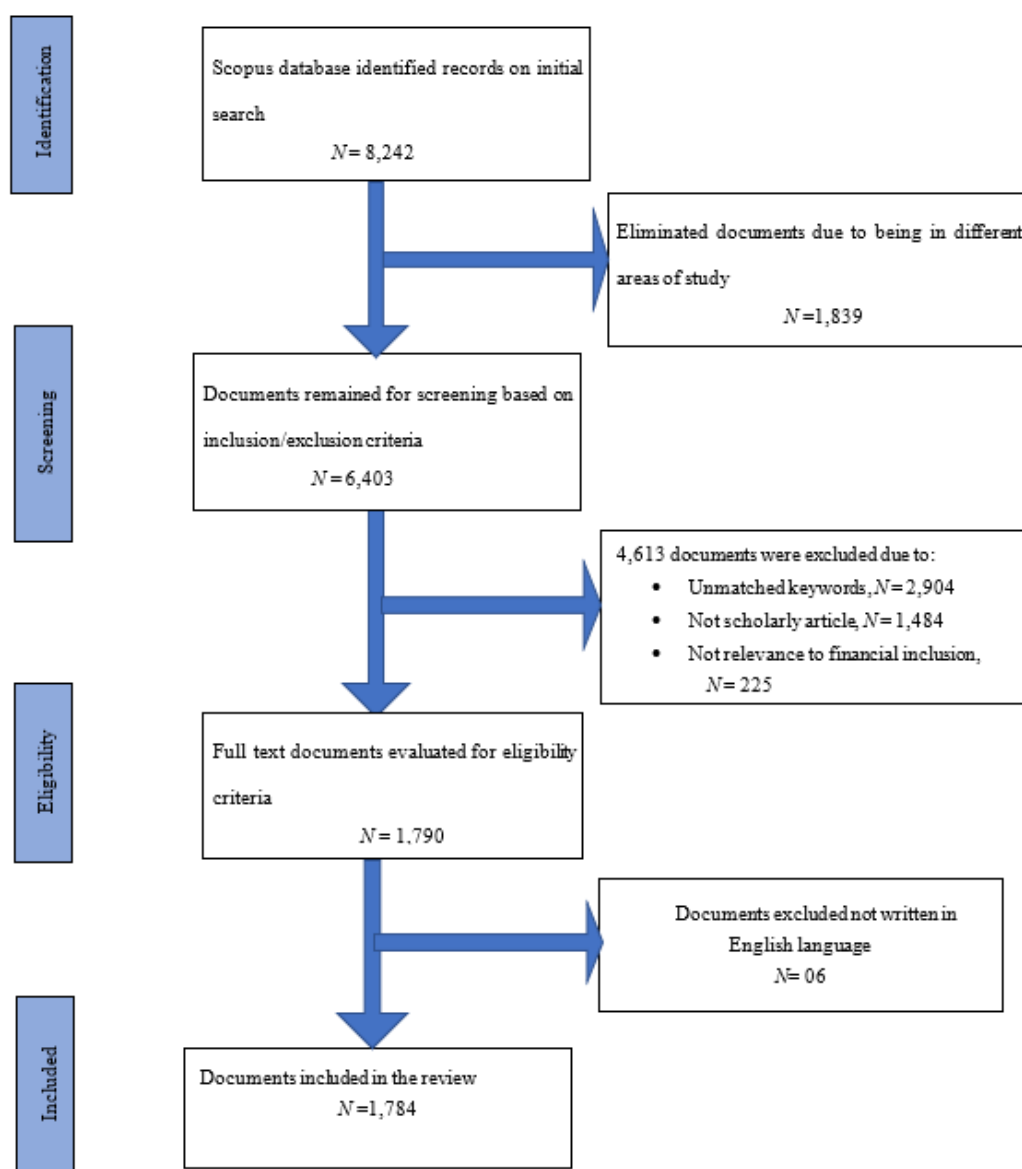 Identification
Scopus database identified records on initial
search
N= 8,242
Eliminated documents due to being in different
areas of study
N=1,839
Screening
Documents remained for screening based on
inclusion/exclusion criteria
N=6,403
4,613 documents were excluded due to:
• Unmatched keywords, N= 2,904
• Not scholarly article, N= 1,484
• Not relevance to financial inclusion,
N= 225
Eligibility
Full text documents evaluated for eligibility
criteria
N= 1,790
Documents excluded not written in
English language
N= 06
Included
Documents included in the review
N=1,784